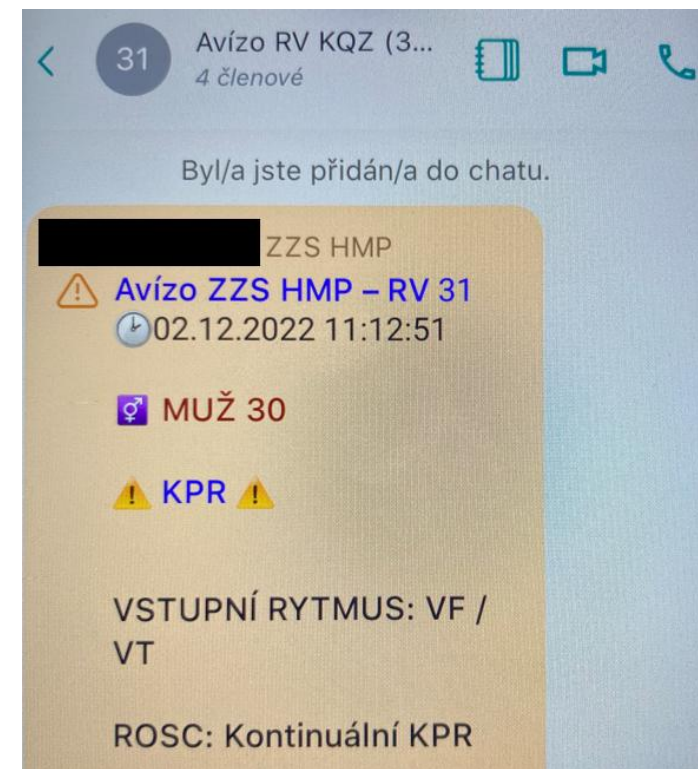 31
Avízo RV KQZ (3...
4 členové
Byl/a jste přidán/a do chatu.
ZZS HMP
Avízo ZZS HMP – RV 31
02.12.2022 11:12:51
MUŽ 30
KPR
VSTUPNÍ RYTMUS: VF /
VT
ROSC: Kontinuální KPR